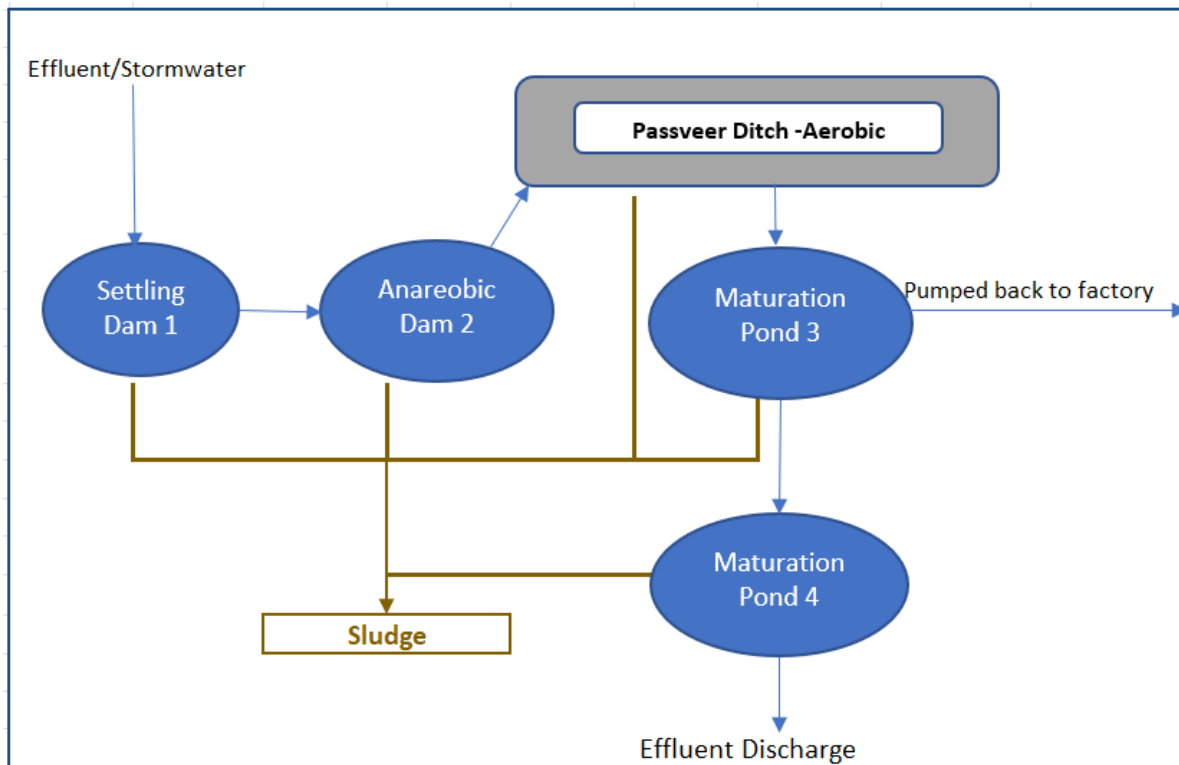 Effluent/Stormwater
Passveer Ditch -Aerobic
Settling
Dam 1
Anareobic
Dam 2
Maturation
Pond 3
Pumped back to factory
Maturation
Pond 4
Sludge
Effluent Discharge